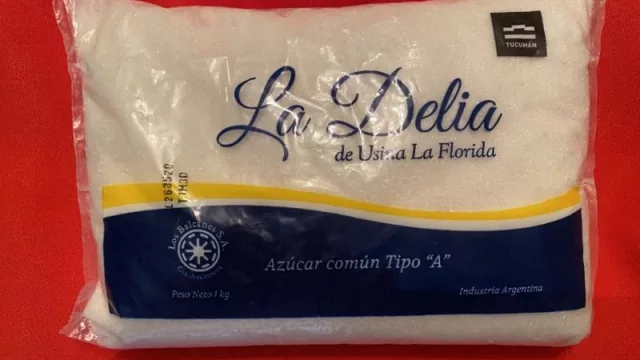 TUCUMÁN
La Delia
de Usina La Florida
Los Balcanes S.A
Azúcar común Tipo "A"
Peso Neto 1 kg
Industria Argentina